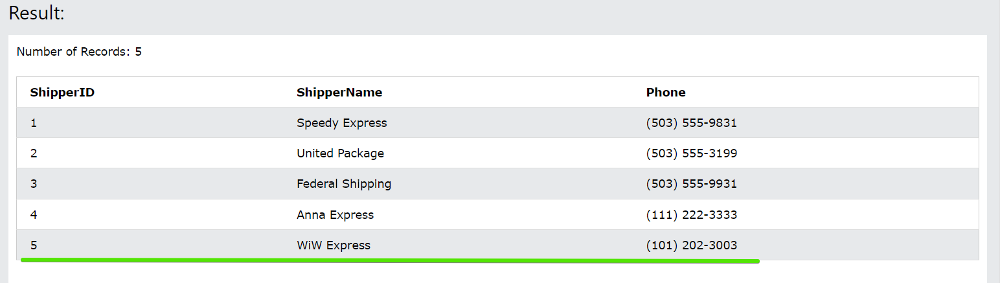 Result:
Number of Records: 5
ShipperID ShipperName Phone
1 Speedy Express (503) 555-9831
2 United Package (503) 555-3199
3 Federal Shipping (503) 555-9931
4 Anna Express (111) 222-3333
5 WiW Express (101) 202-3003